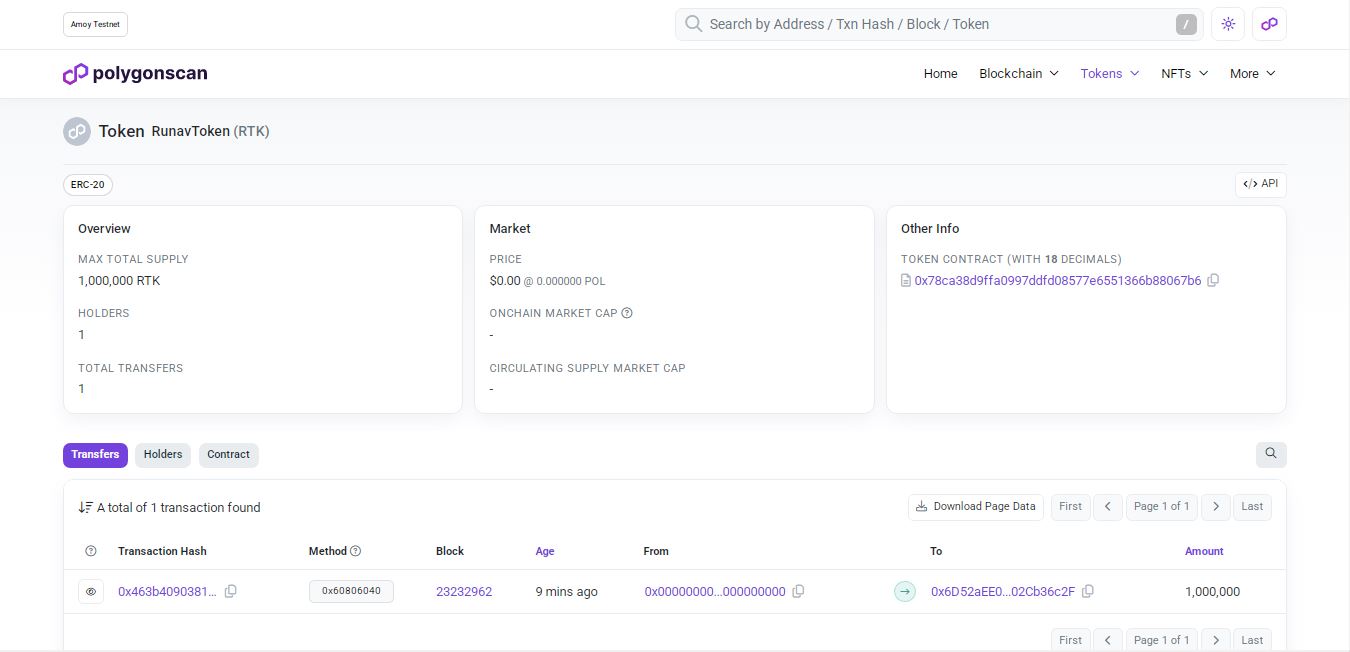 Amoy Testnet
Search by Address / Txn Hash / Block / Token
/
polygonscan
Home Blockchain Tokens NFTs More
Token RunavToken (RTK)
ERC-20
API
Overview
MAX TOTAL SUPPLY
1,000,000 RTK
HOLDERS
1
TOTAL TRANSFERS
1
Market
PRICE
$0.00 @ 0.000000 POL
ONCHAIN MARKET CAP
-
CIRCULATING SUPPLY MARKET CAP
-
Other Info
TOKEN CONTRACT (WITH 18 DECIMALS)
0x78ca38d9ffa0997ddfd08577e6551366b88067b6
Transfers Holders Contract
A total of 1 transaction found
Download Page Data First Page 1 of 1 Last
Transaction Hash Method Block Age From To Amount
0x463b4090381... 0x60806040 23232962 9 mins ago 0x00000000...000000000 0x6D52aEE0...02Cb36c2F 1,000,000
First Page 1 of 1 Last